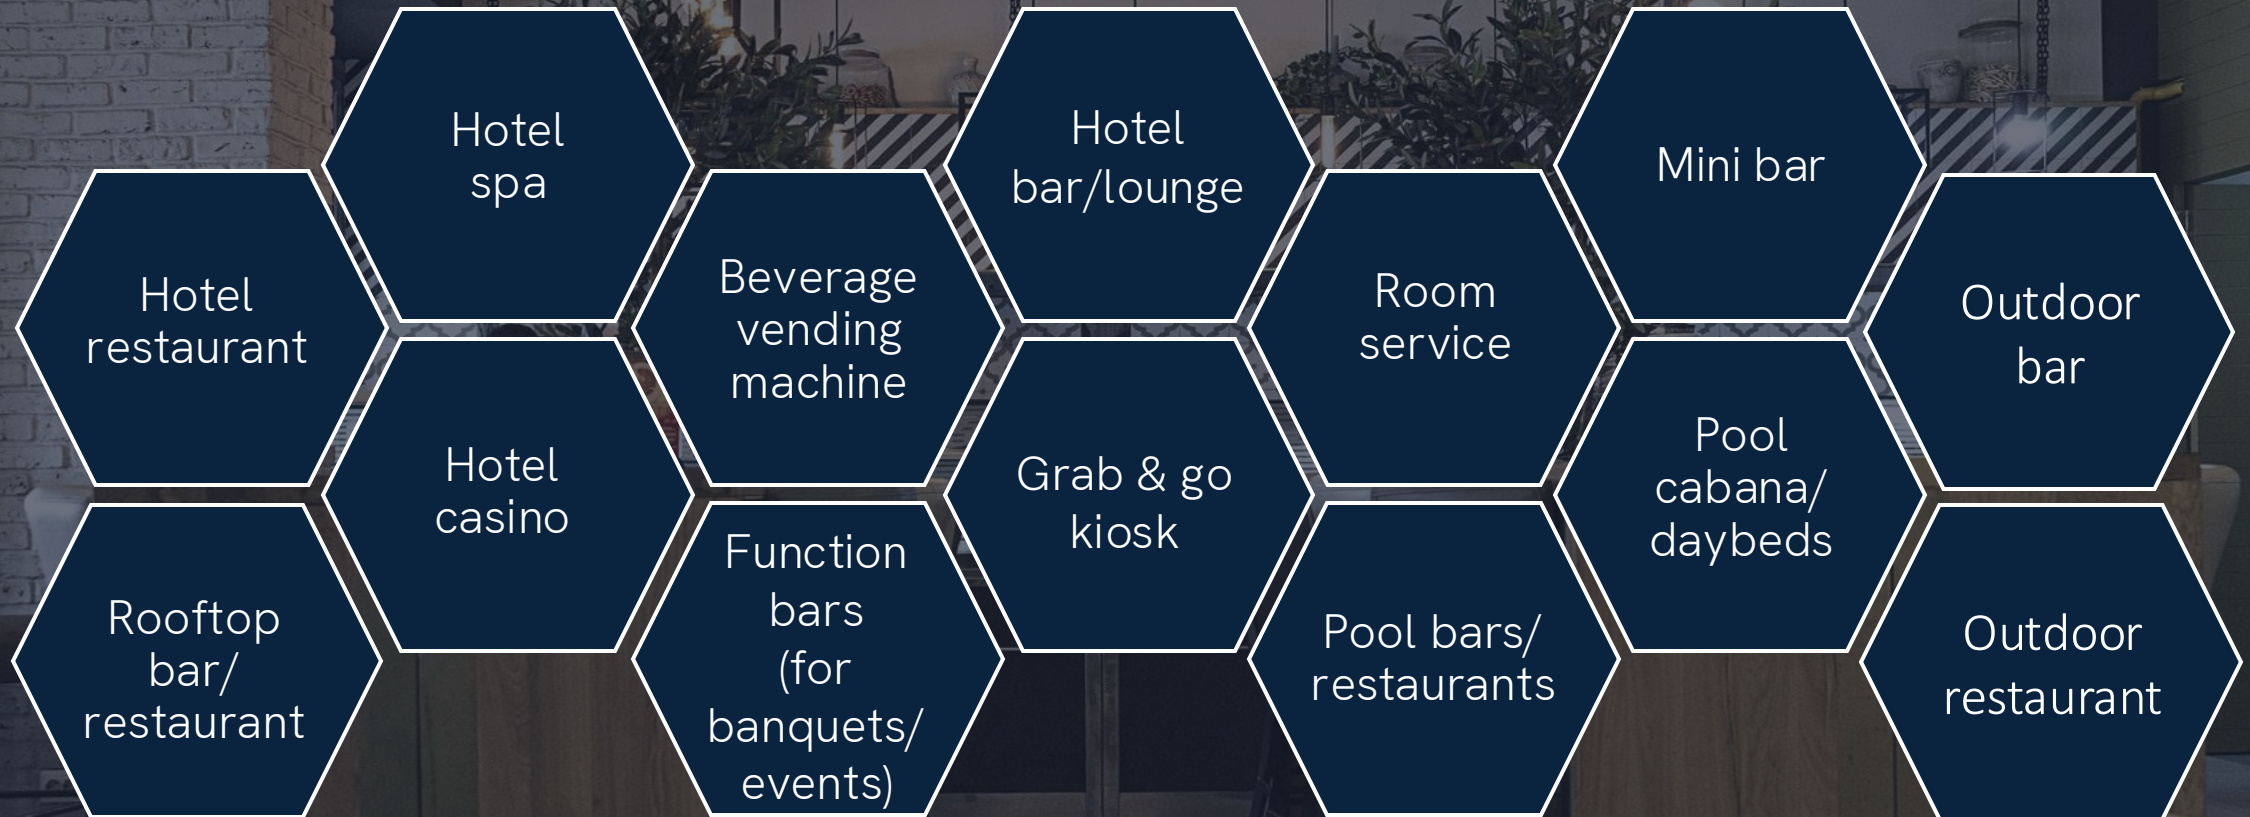 Hotel
spa
Hotel
bar/lounge
Mini bar
Hotel
restaurant
Beverage
vending
machine
Room
service
Outdoor
bar
Hotel
casino
Grab & go
kiosk
Pool
cabana/
daybeds
Rooftop
bar/
restaurant
Function
bars
(for
banquets/
events)
Pool bars/
restaurants
Outdoor
restaurant